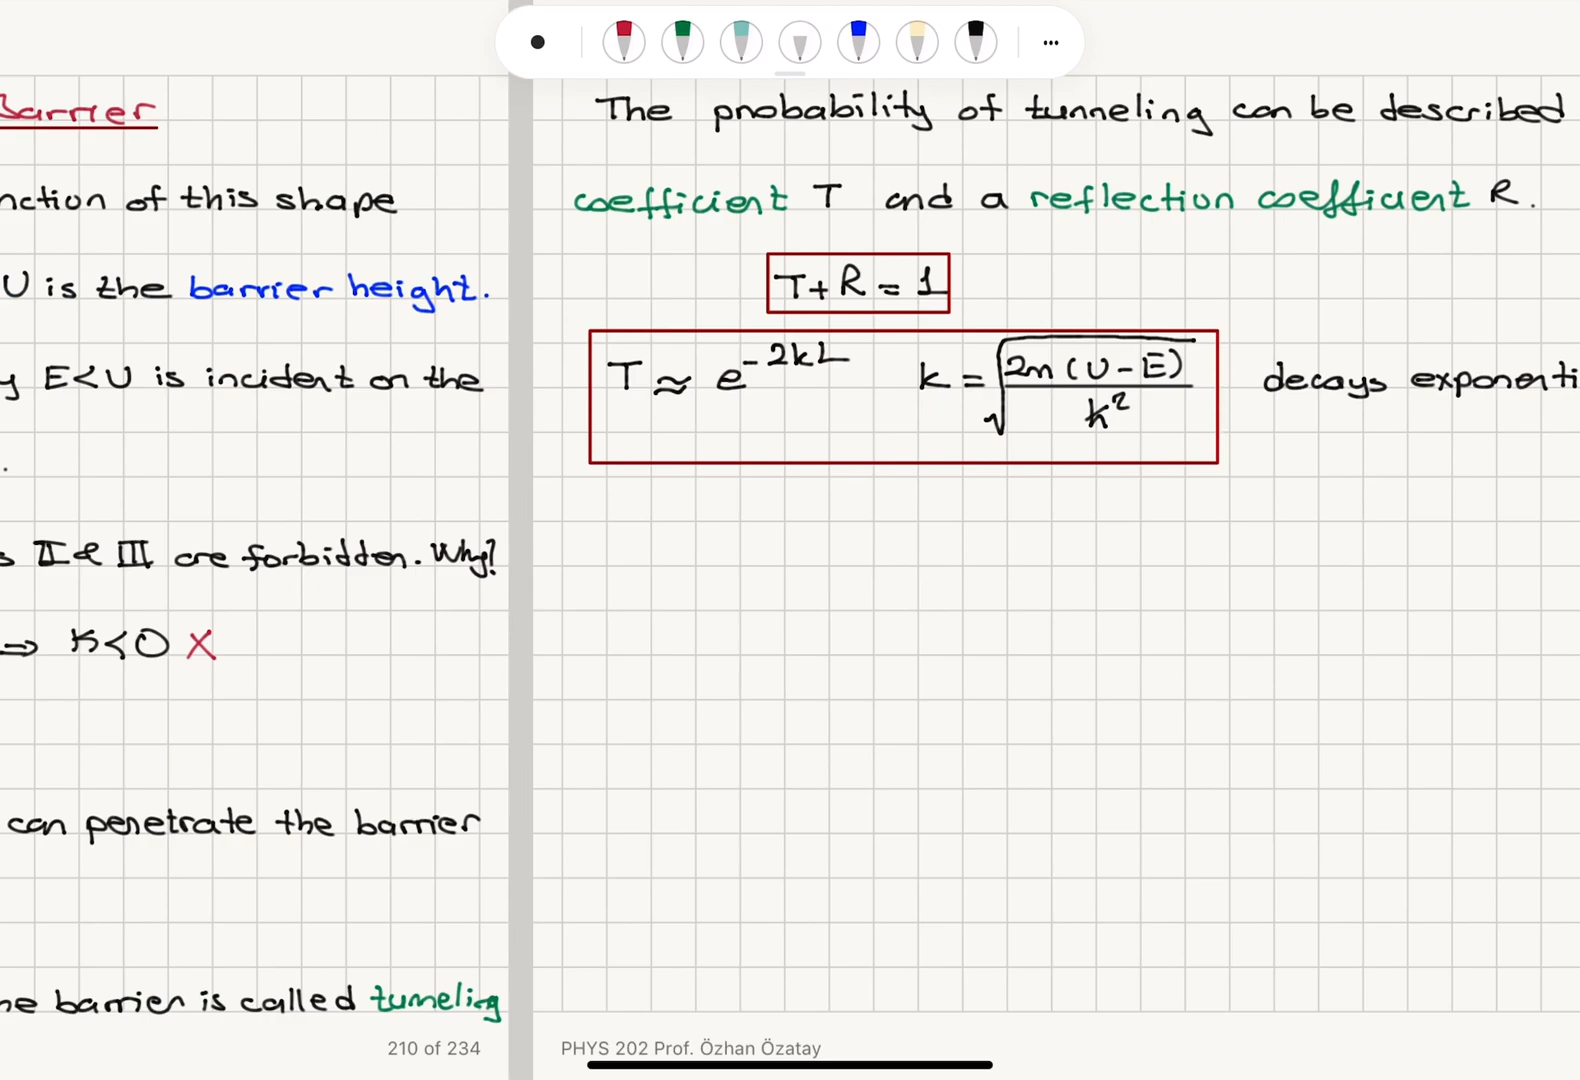 Barrier
nction of this shape
U is the barrier height.
y E<U is incident on the
.
s II & III are forbidden. Why?
⇒ K<0 X
can penetrate the barrier
he barrier is called tunneling
210 of 234
The probability of tunneling can be described
coefficient T and a reflection coefficient R.
T+R=1
T ≈ e^{-2kL} k = √(2m(U-E)/ħ²) decays exponenti
PHYS 202 Prof. Özhan Özatay